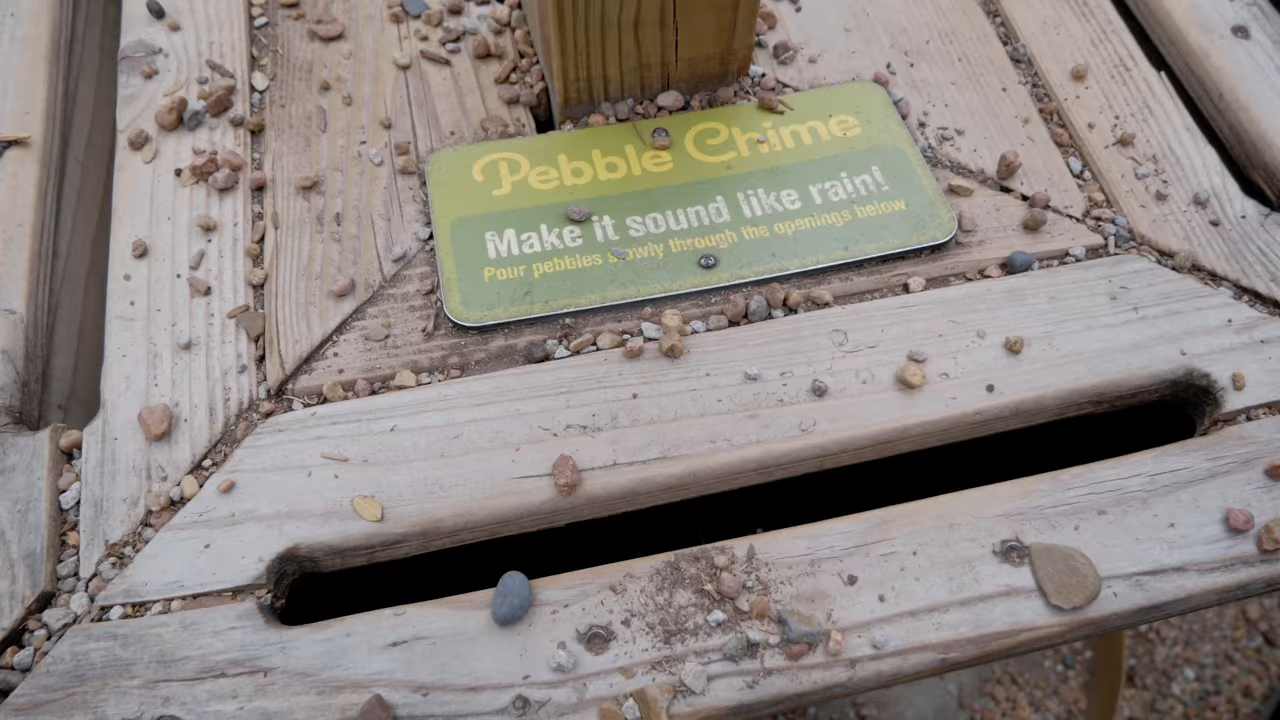 Pebble Chime
Make it sound like rain!
Pour pebbles slowly through the openings below